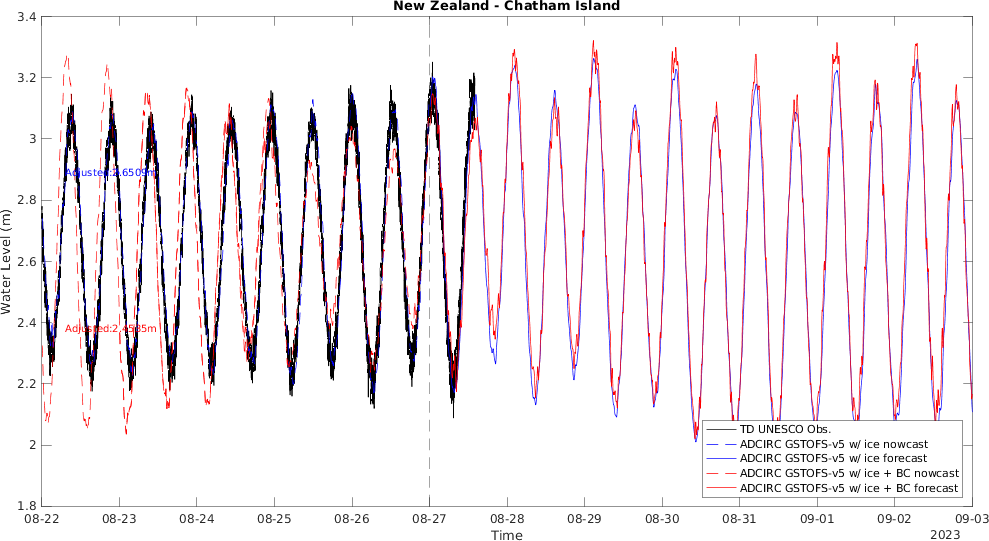 New Zealand - Chatham Island
3.4
3.2
3
2.8
2.6
2.4
2.2
2
1.8
Water Level (m)
Adjusted:2.6509m
TD UNESCO Obs.
ADCIRC GSTOFS-v5 w/ ice nowcast
ADCIRC GSTOFS-v5 w/ ice forecast
ADCIRC GSTOFS-v5 w/ ice + BC nowcast
ADCIRC GSTOFS-v5 w/ ice + BC forecast
08-22
08-23
08-24
08-25
08-26
08-27
08-28
08-29
08-30
08-31
09-01
09-02
09-03
Time
2023